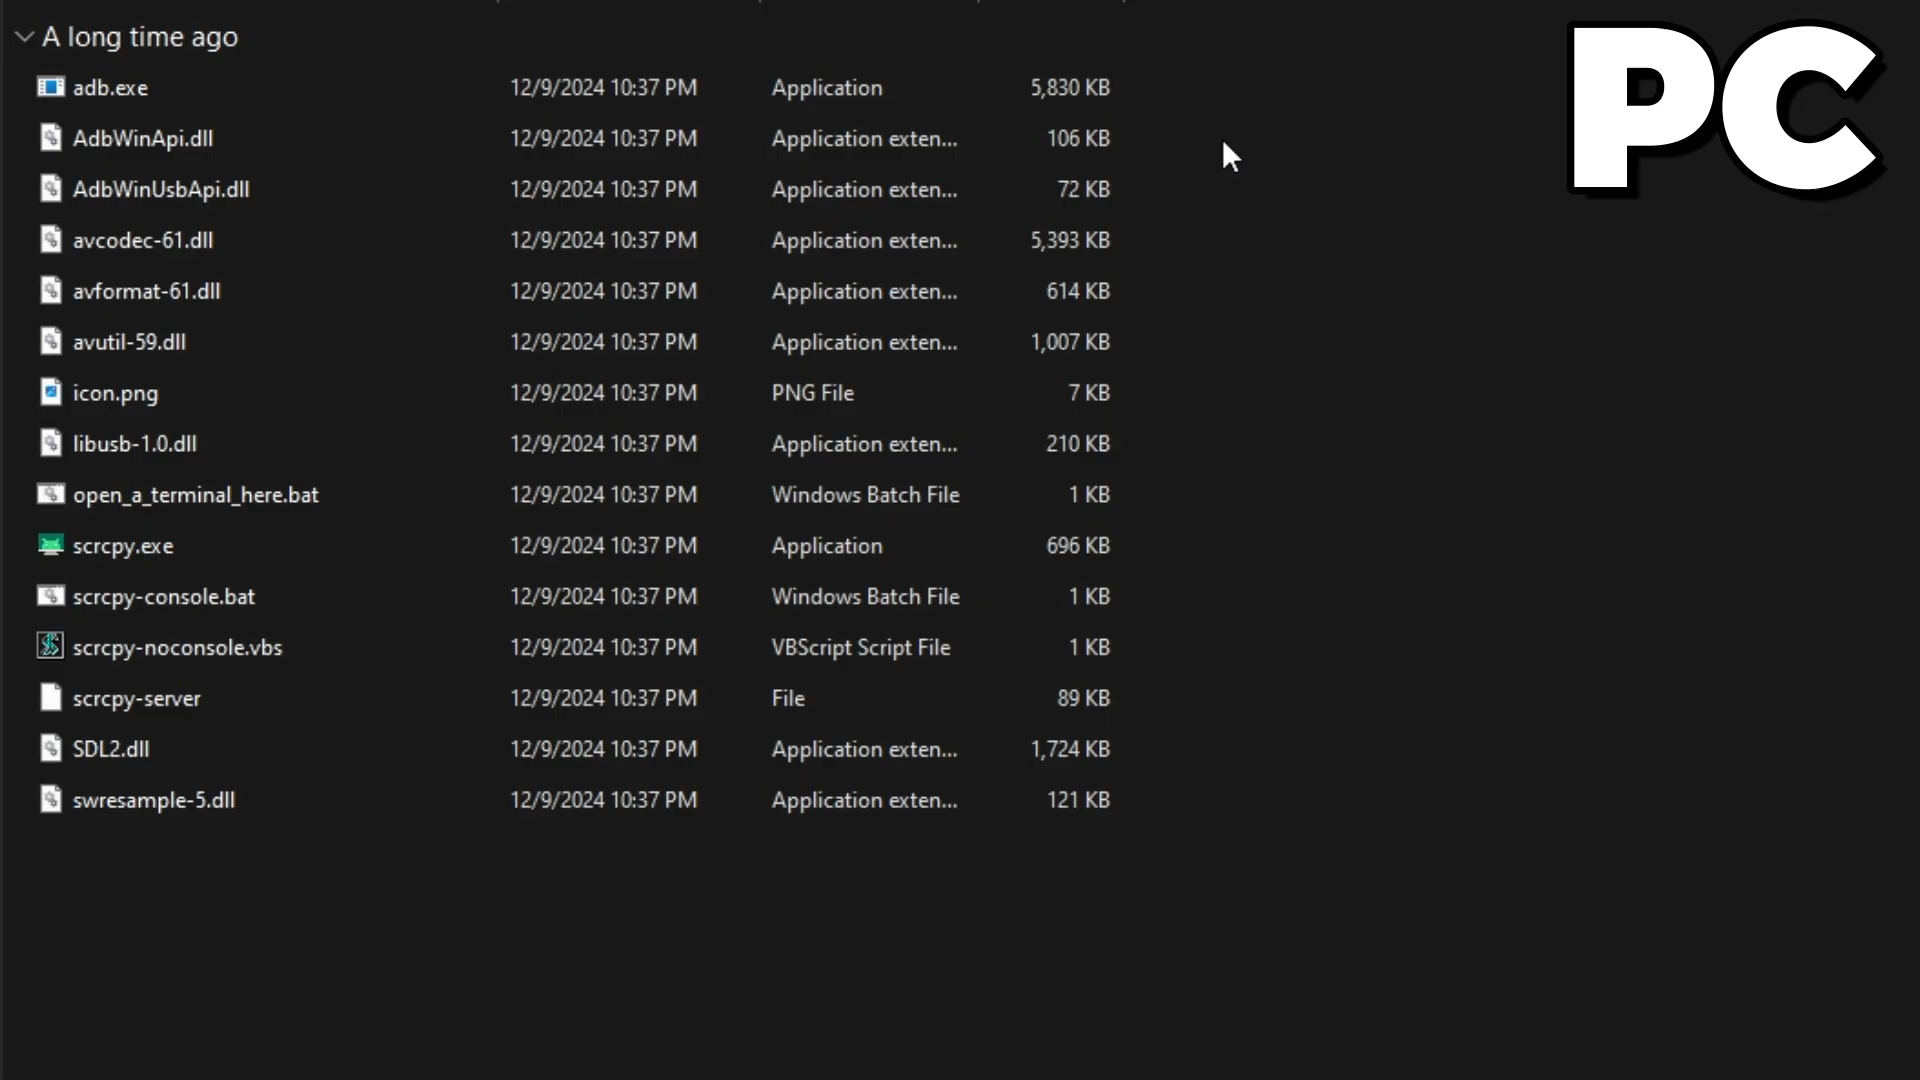 A long time ago
PC
adb.exe 12/9/2024 10:37 PM Application 5,830 KB
AdbWinApi.dll 12/9/2024 10:37 PM Application exten... 106 KB
AdbWinUsbApi.dll 12/9/2024 10:37 PM Application exten... 72 KB
avcodec-61.dll 12/9/2024 10:37 PM Application exten... 5,393 KB
avformat-61.dll 12/9/2024 10:37 PM Application exten... 614 KB
avutil-59.dll 12/9/2024 10:37 PM Application exten... 1,007 KB
icon.png 12/9/2024 10:37 PM PNG File 7 KB
libusb-1.0.dll 12/9/2024 10:37 PM Application exten... 210 KB
open_a_terminal_here.bat 12/9/2024 10:37 PM Windows Batch File 1 KB
scrcpy.exe 12/9/2024 10:37 PM Application 696 KB
scrcpy-console.bat 12/9/2024 10:37 PM Windows Batch File 1 KB
scrcpy-noconsole.vbs 12/9/2024 10:37 PM VBScript Script File 1 KB
scrcpy-server 12/9/2024 10:37 PM File 89 KB
SDL2.dll 12/9/2024 10:37 PM Application exten... 1,724 KB
swresample-5.dll 12/9/2024 10:37 PM Application exten... 121 KB